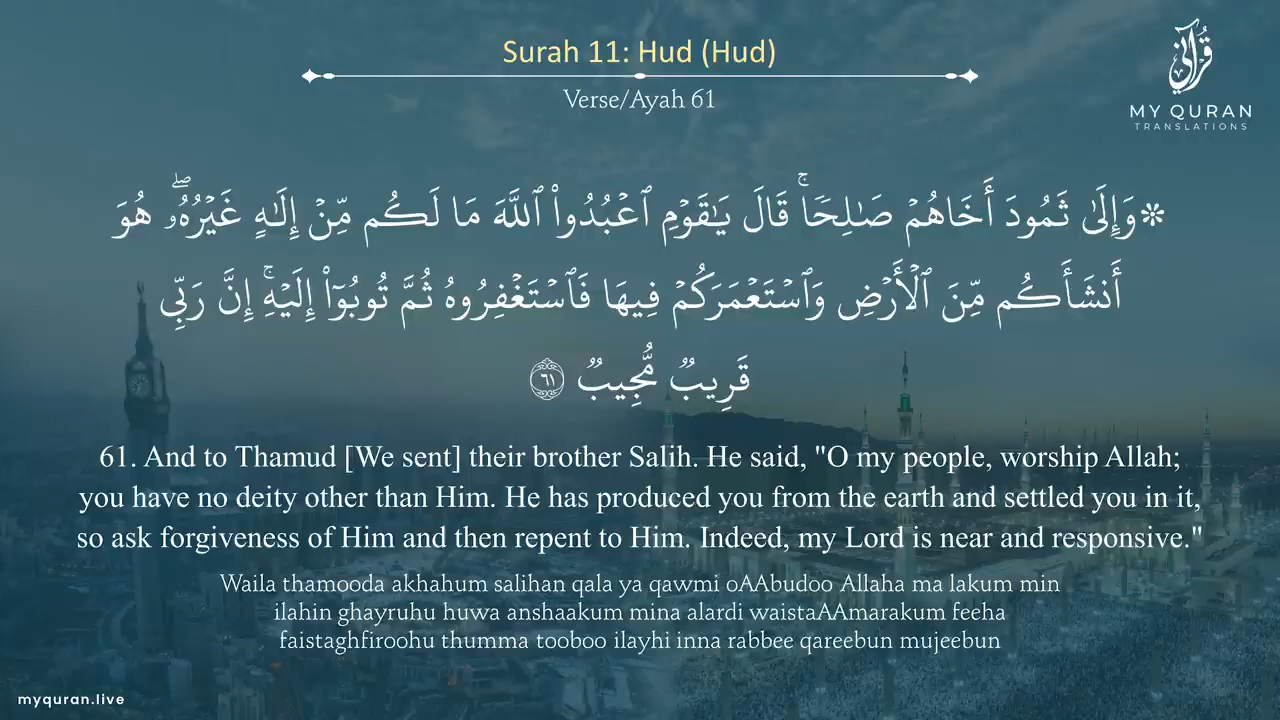 Surah 11: Hud (Hud)
Verse/Ayah 61
قرآني
MY QURAN
TRANSLATIONS
۞وَإِلَىٰ ثَمُودَ أَخَاهُمْ صَـٰلِحًاۚ قَالَ يَـٰقَوْمِ ٱعْبُدُوا۟ ٱللَّهَ مَا لَكُم مِّنْ إِلَـٰهٍ غَيْرُهُۥۖ هُوَ
أَنشَأَكُم مِّنَ ٱلْأَرْضِ وَٱسْتَعْمَرَكُمْ فِيهَا فَٱسْتَغْفِرُوهُ ثُمَّ تُوبُوٓا۟ إِلَيْهِۚ إِنَّ رَبِّى
قَرِيبٌ مُّجِيبٌ ٦١
61. And to Thamud [We sent] their brother Salih. He said, "O my people, worship Allah;
you have no deity other than Him. He has produced you from the earth and settled you in it,
so ask forgiveness of Him and then repent to Him. Indeed, my Lord is near and responsive."
Waila thamooda akhahum salihan qala ya qawmi oAAbudoo Allaha ma lakum min
ilahin ghayruhu huwa anshaakum mina alardi waistaAAmarakum feeha
faistaghfiroohu thumma tooboo ilayhi inna rabbee qareebun mujeebun
myquran.live